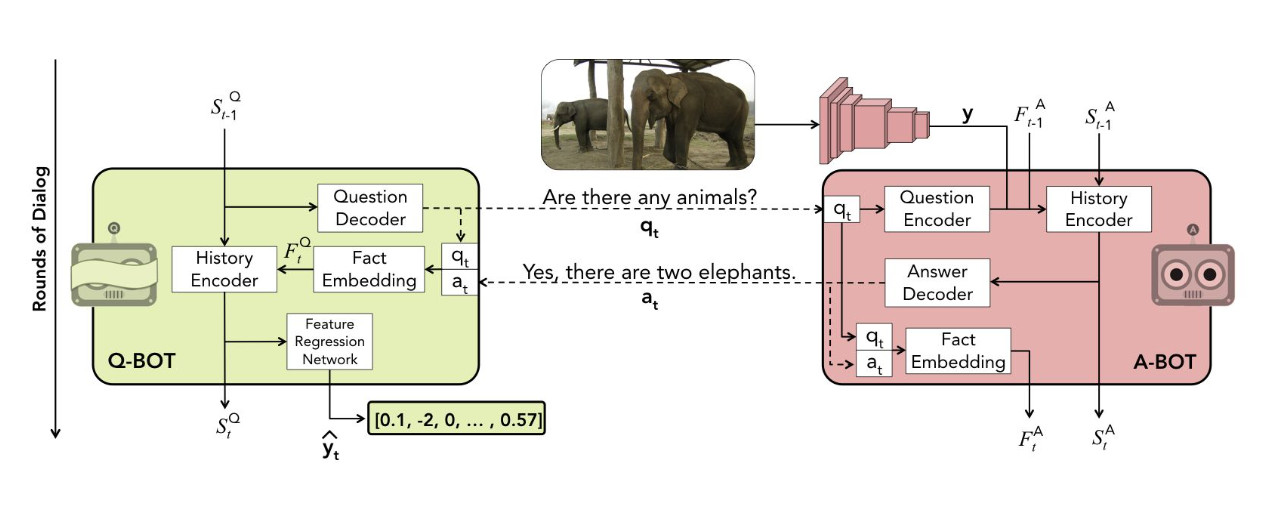 Rounds of Dialog
S_{t-1}^Q
Question
Decoder
History
Encoder
F_t^Q
Fact
Embedding
q_t
a_t
Feature
Regression
Network
Q-BOT
Q
S_t^Q
ŷ_t
[0.1, -2, 0, ... , 0.57]
Are there any animals?
q_t
Yes, there are two elephants.
a_t
y
F_{t-1}^A
S_{t-1}^A
q_t
Question
Encoder
History
Encoder
Answer
Decoder
q_t
a_t
Fact
Embedding
A-BOT
A
F_t^A
S_t^A